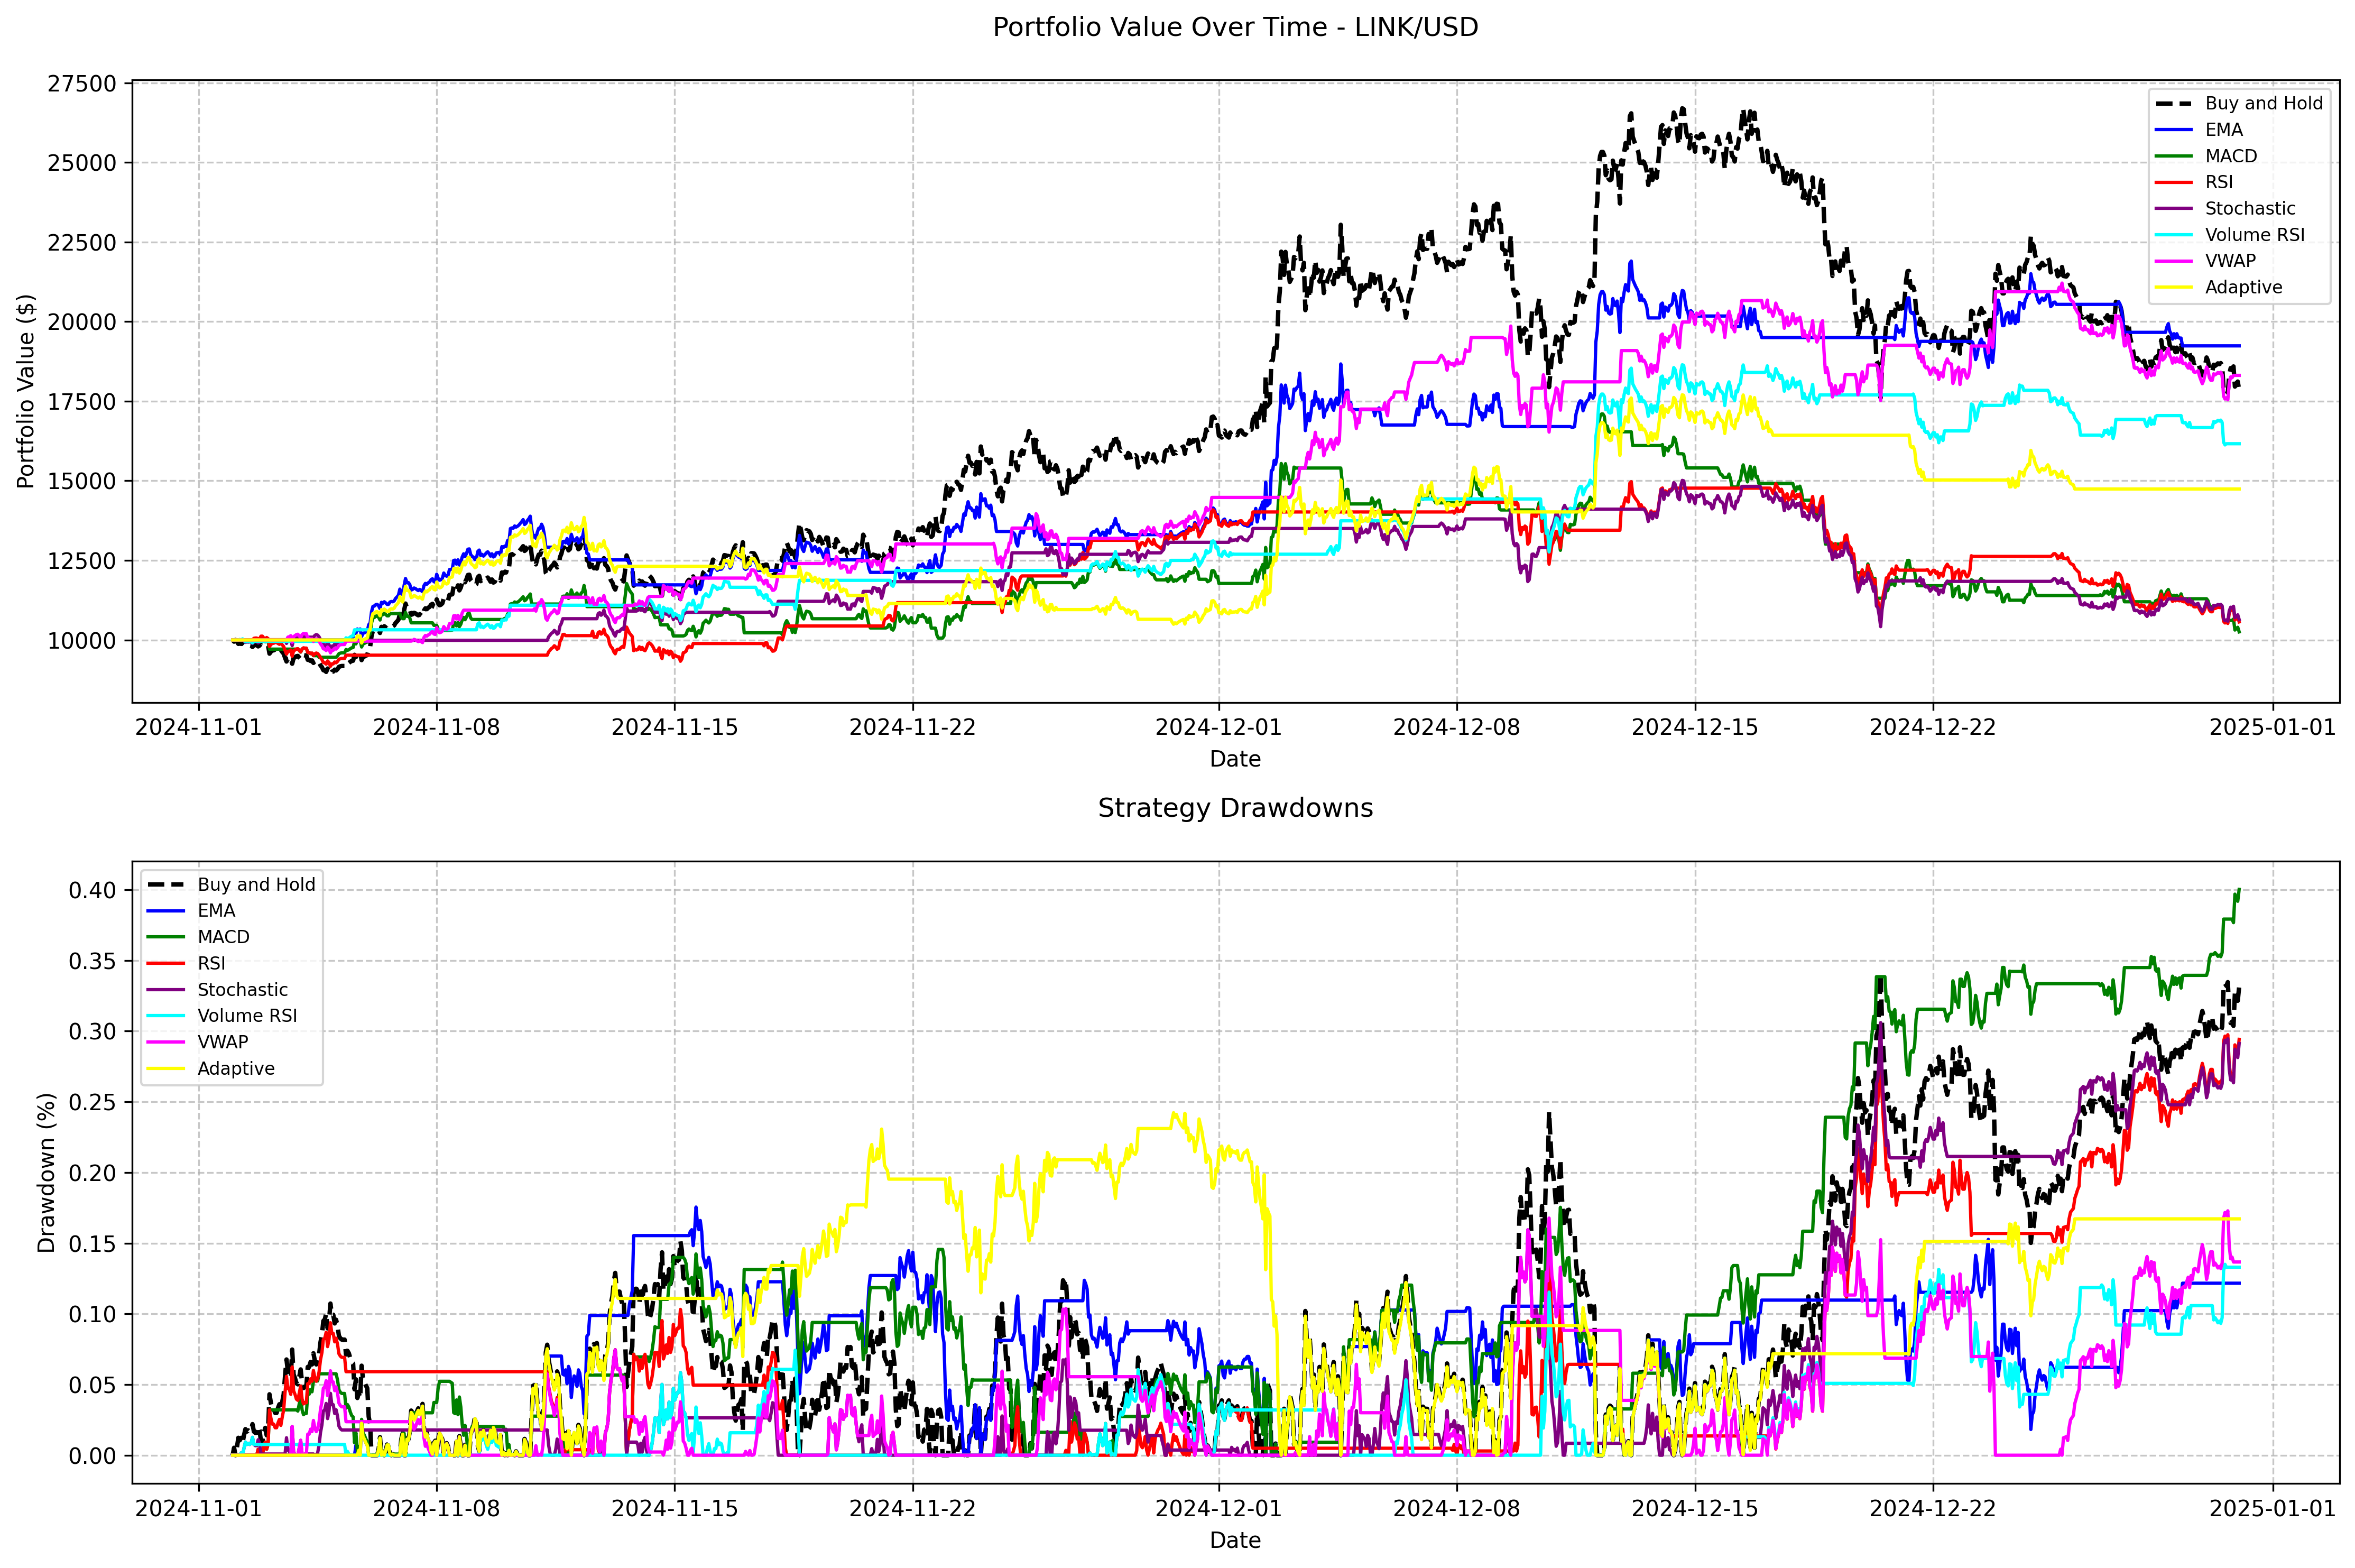 Portfolio Value Over Time - LINK/USD
27500
25000
22500
20000
17500
15000
12500
10000
Portfolio Value ($)
Buy and Hold
EMA
MACD
RSI
Stochastic
Volume RSI
VWAP
Adaptive
2024-11-01 2024-11-08 2024-11-15 2024-11-22 2024-12-01 2024-12-08 2024-12-15 2024-12-22 2025-01-01
Date
Strategy Drawdowns
0.40
0.35
0.30
0.25
0.20
0.15
0.10
0.05
0.00
Drawdown (%)
Buy and Hold
EMA
MACD
RSI
Stochastic
Volume RSI
VWAP
Adaptive
2024-11-01 2024-11-08 2024-11-15 2024-11-22 2024-12-01 2024-12-08 2024-12-15 2024-12-22 2025-01-01
Date